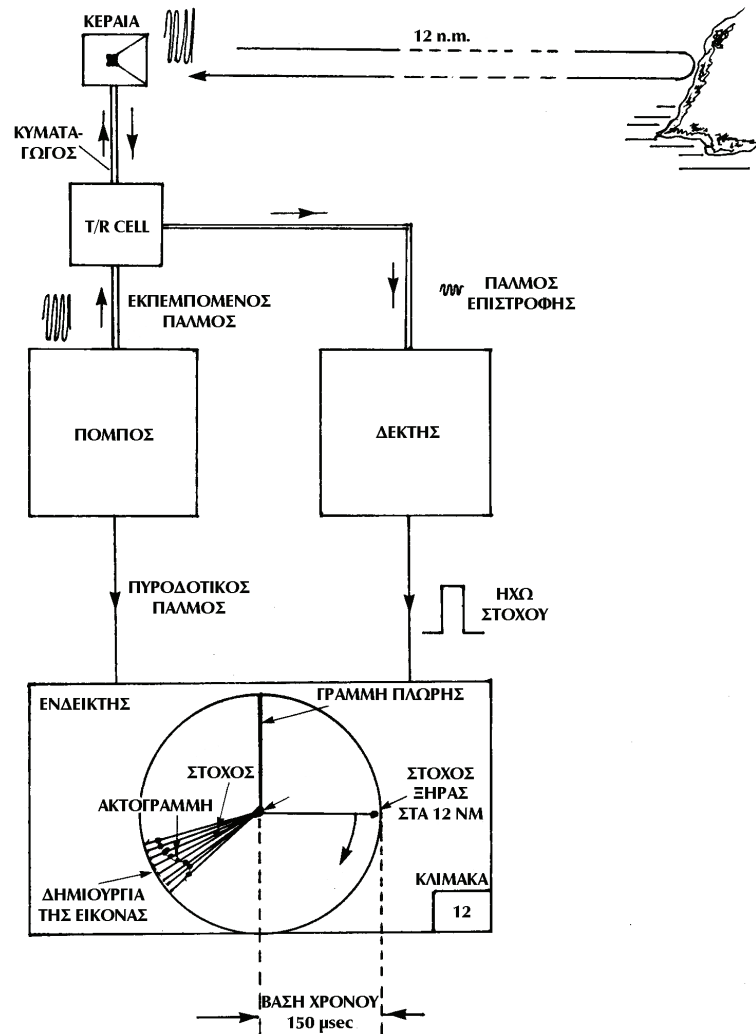 ΚΕΡΑΙΑ
12 n.m.
ΚΥΜΑΤΑ-
ΓΩΓΟΣ
T/R CELL
ΕΚΠΕΜΠΟΜΕΝΟΣ
ΠΑΛΜΟΣ
ΠΑΛΜΟΣ
ΕΠΙΣΤΡΟΦΗΣ
ΠΟΜΠΟΣ
ΔΕΚΤΗΣ
ΠΥΡΟΔΟΤΙΚΟΣ
ΠΑΛΜΟΣ
ΗΧΩ
ΣΤΟΧΟΥ
ΕΝΔΕΙΚΤΗΣ
ΓΡΑΜΜΗ ΠΛΩΡΗΣ
ΣΤΟΧΟΣ
ΑΚΤΟΓΡΑΜΜΗ
ΣΤΟΧΟΣ
ΞΗΡΑΣ
ΣΤΑ 12 ΝΜ
ΔΗΜΙΟΥΡΓΙΑ
ΤΗΣ ΕΙΚΟΝΑΣ
ΚΛΙΜΑΚΑ
12
ΒΑΣΗ ΧΡΟΝΟΥ
150 μsec